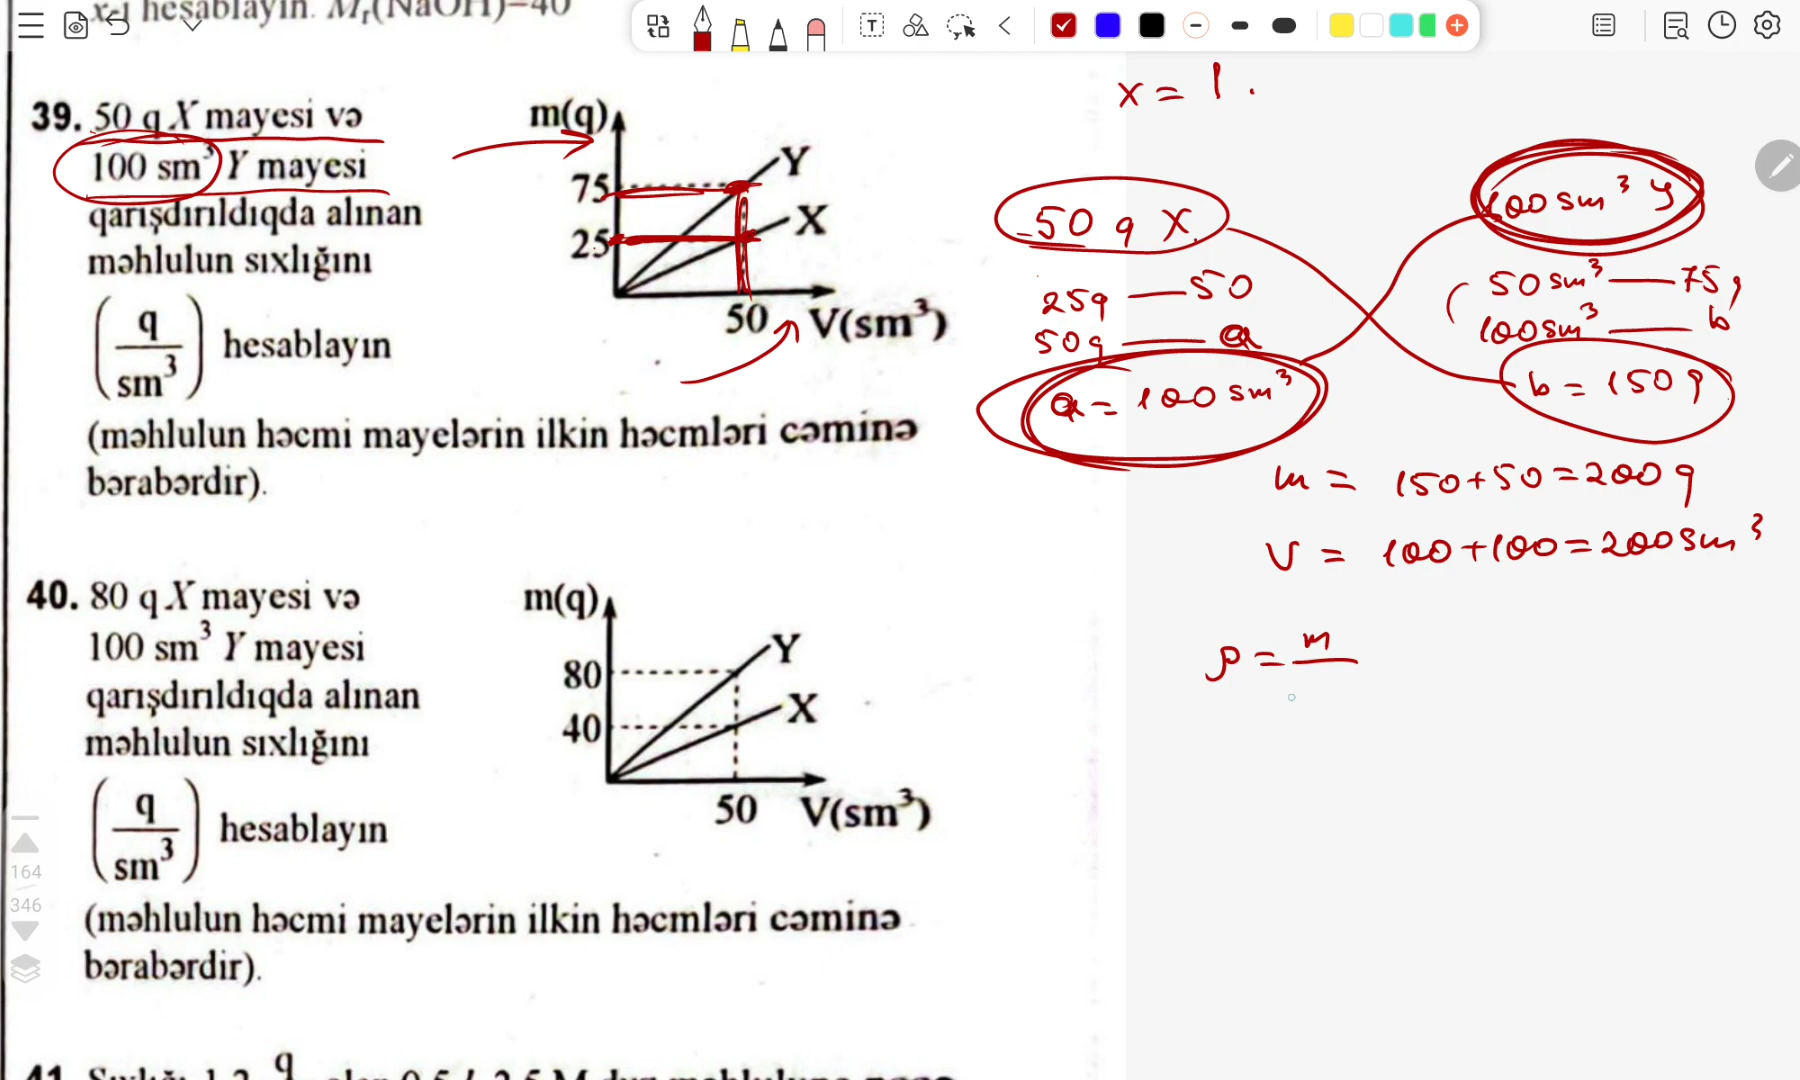 hesablayın. Mr(NaOH)=40
39. 50 q X mayesi və
100 sm³ Y mayesi
qarışdırıldıqda alınan
məhlulun sıxlığını
(q/sm³) hesablayın
(məhlulun həcmi mayelərin ilkin həcmləri cəminə
bərabərdir).
m(q)
75
25
Y
X
50
V(sm³)
x = 1.
50 q X
25q — 50
50q — a
a = 100 sm³
100 sm³ Y
50 sm³ — 75 q
100 sm³ — b
b = 150 q
m = 150+50=200 q
V = 100+100=200 sm³
ρ = m
40. 80 q X mayesi və
100 sm³ Y mayesi
qarışdırıldıqda alınan
məhlulun sıxlığını
(q/sm³) hesablayın
(məhlulun həcmi mayelərin ilkin həcmləri cəminə
bərabərdir).
m(q)
80
40
Y
X
50
V(sm³)
164
346
T